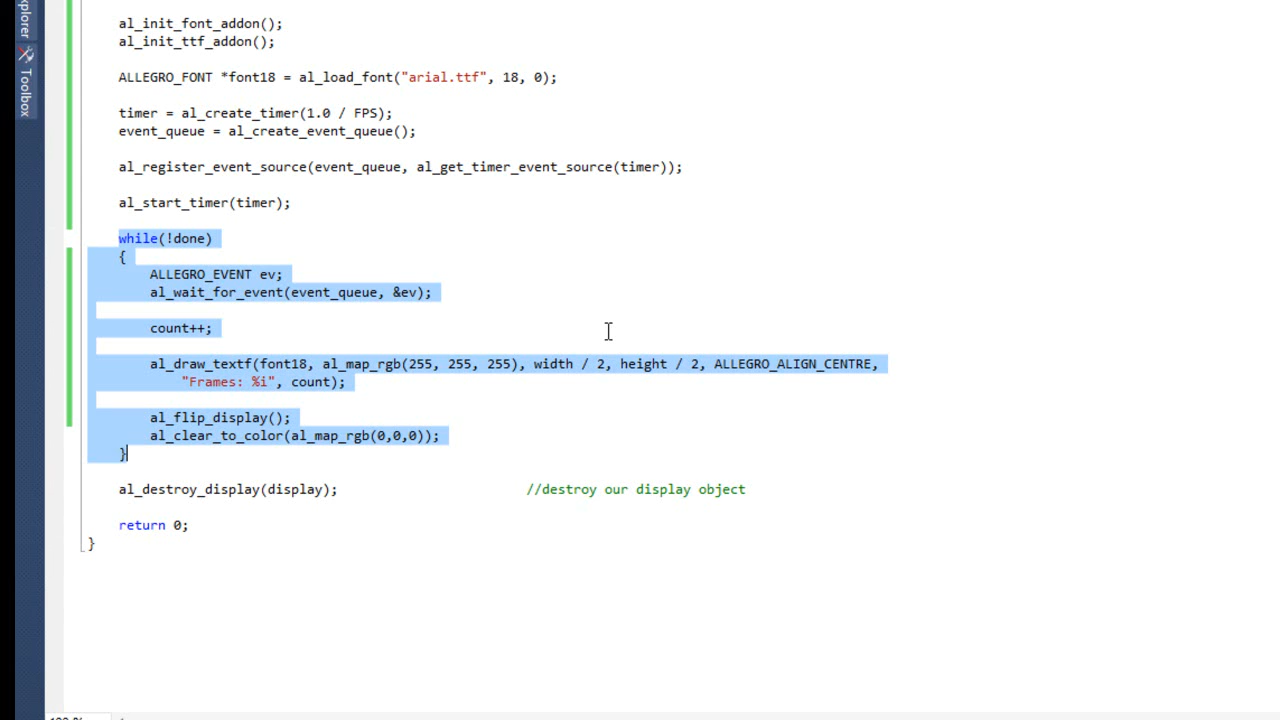 plorer
Toolbox
al_init_font_addon();
al_init_ttf_addon();
ALLEGRO_FONT *font18 = al_load_font("arial.ttf", 18, 0);
timer = al_create_timer(1.0 / FPS);
event_queue = al_create_event_queue();
al_register_event_source(event_queue, al_get_timer_event_source(timer));
al_start_timer(timer);
while(!done)
{
ALLEGRO_EVENT ev;
al_wait_for_event(event_queue, &ev);
count++;
al_draw_textf(font18, al_map_rgb(255, 255, 255), width / 2, height / 2, ALLEGRO_ALIGN_CENTRE,
"Frames: %i", count);
al_flip_display();
al_clear_to_color(al_map_rgb(0,0,0));
}
al_destroy_display(display); //destroy our display object
return 0;
}